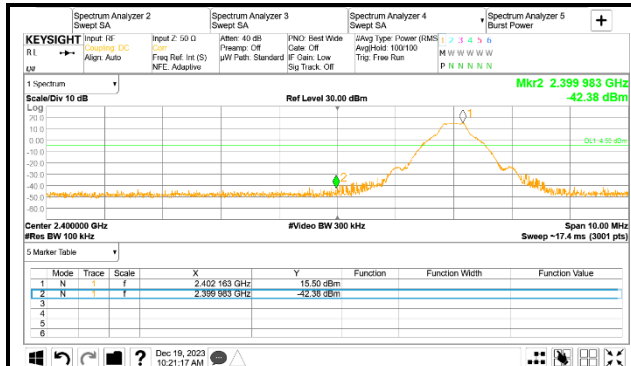 Spectrum Analyzer 2
Swept SA
Spectrum Analyzer 3
Swept SA
Spectrum Analyzer 4
Swept SA
Spectrum Analyzer 5
Burst Power
KEYSIGHT
RL
Input: RF
Coupling: DC
Align: Auto
Input Z: 50 Ω
Corr
Freq Ref: Int (S)
NFE: Adaptive
Atten: 40 dB
Preamp: Off
µW Path: Standard
PNO: Best Wide
Gate: Off
IF Gain: Low
Sig Track: Off
#Avg Type: Power (RMS
Avg|Hold: 100/100
Trig: Free Run
1 2 3 4 5 6
M W W W W W
P N N N N N
1 Spectrum
Mkr2 2.399 983 GHz
-42.38 dBm
Scale/Div 10 dB
Ref Level 30.00 dBm
Log
20.0
10.0
0.00
-10.0
-20.0
-30.0
-40.0
-50.0
-60.0
1
2
DL1 -4.50 dBm
Center 2.400000 GHz
#Video BW 300 kHz
Span 10.00 MHz
#Res BW 100 kHz
Sweep ~17.4 ms (3001 pts)
5 Marker Table
Mode Trace Scale X Y Function Function Width Function Value
1 N 1 f 2.402 163 GHz 15.50 dBm
2 N 1 f 2.399 983 GHz -42.38 dBm
3
4
5
6
?
Dec 19, 2023
10:21:17 AM